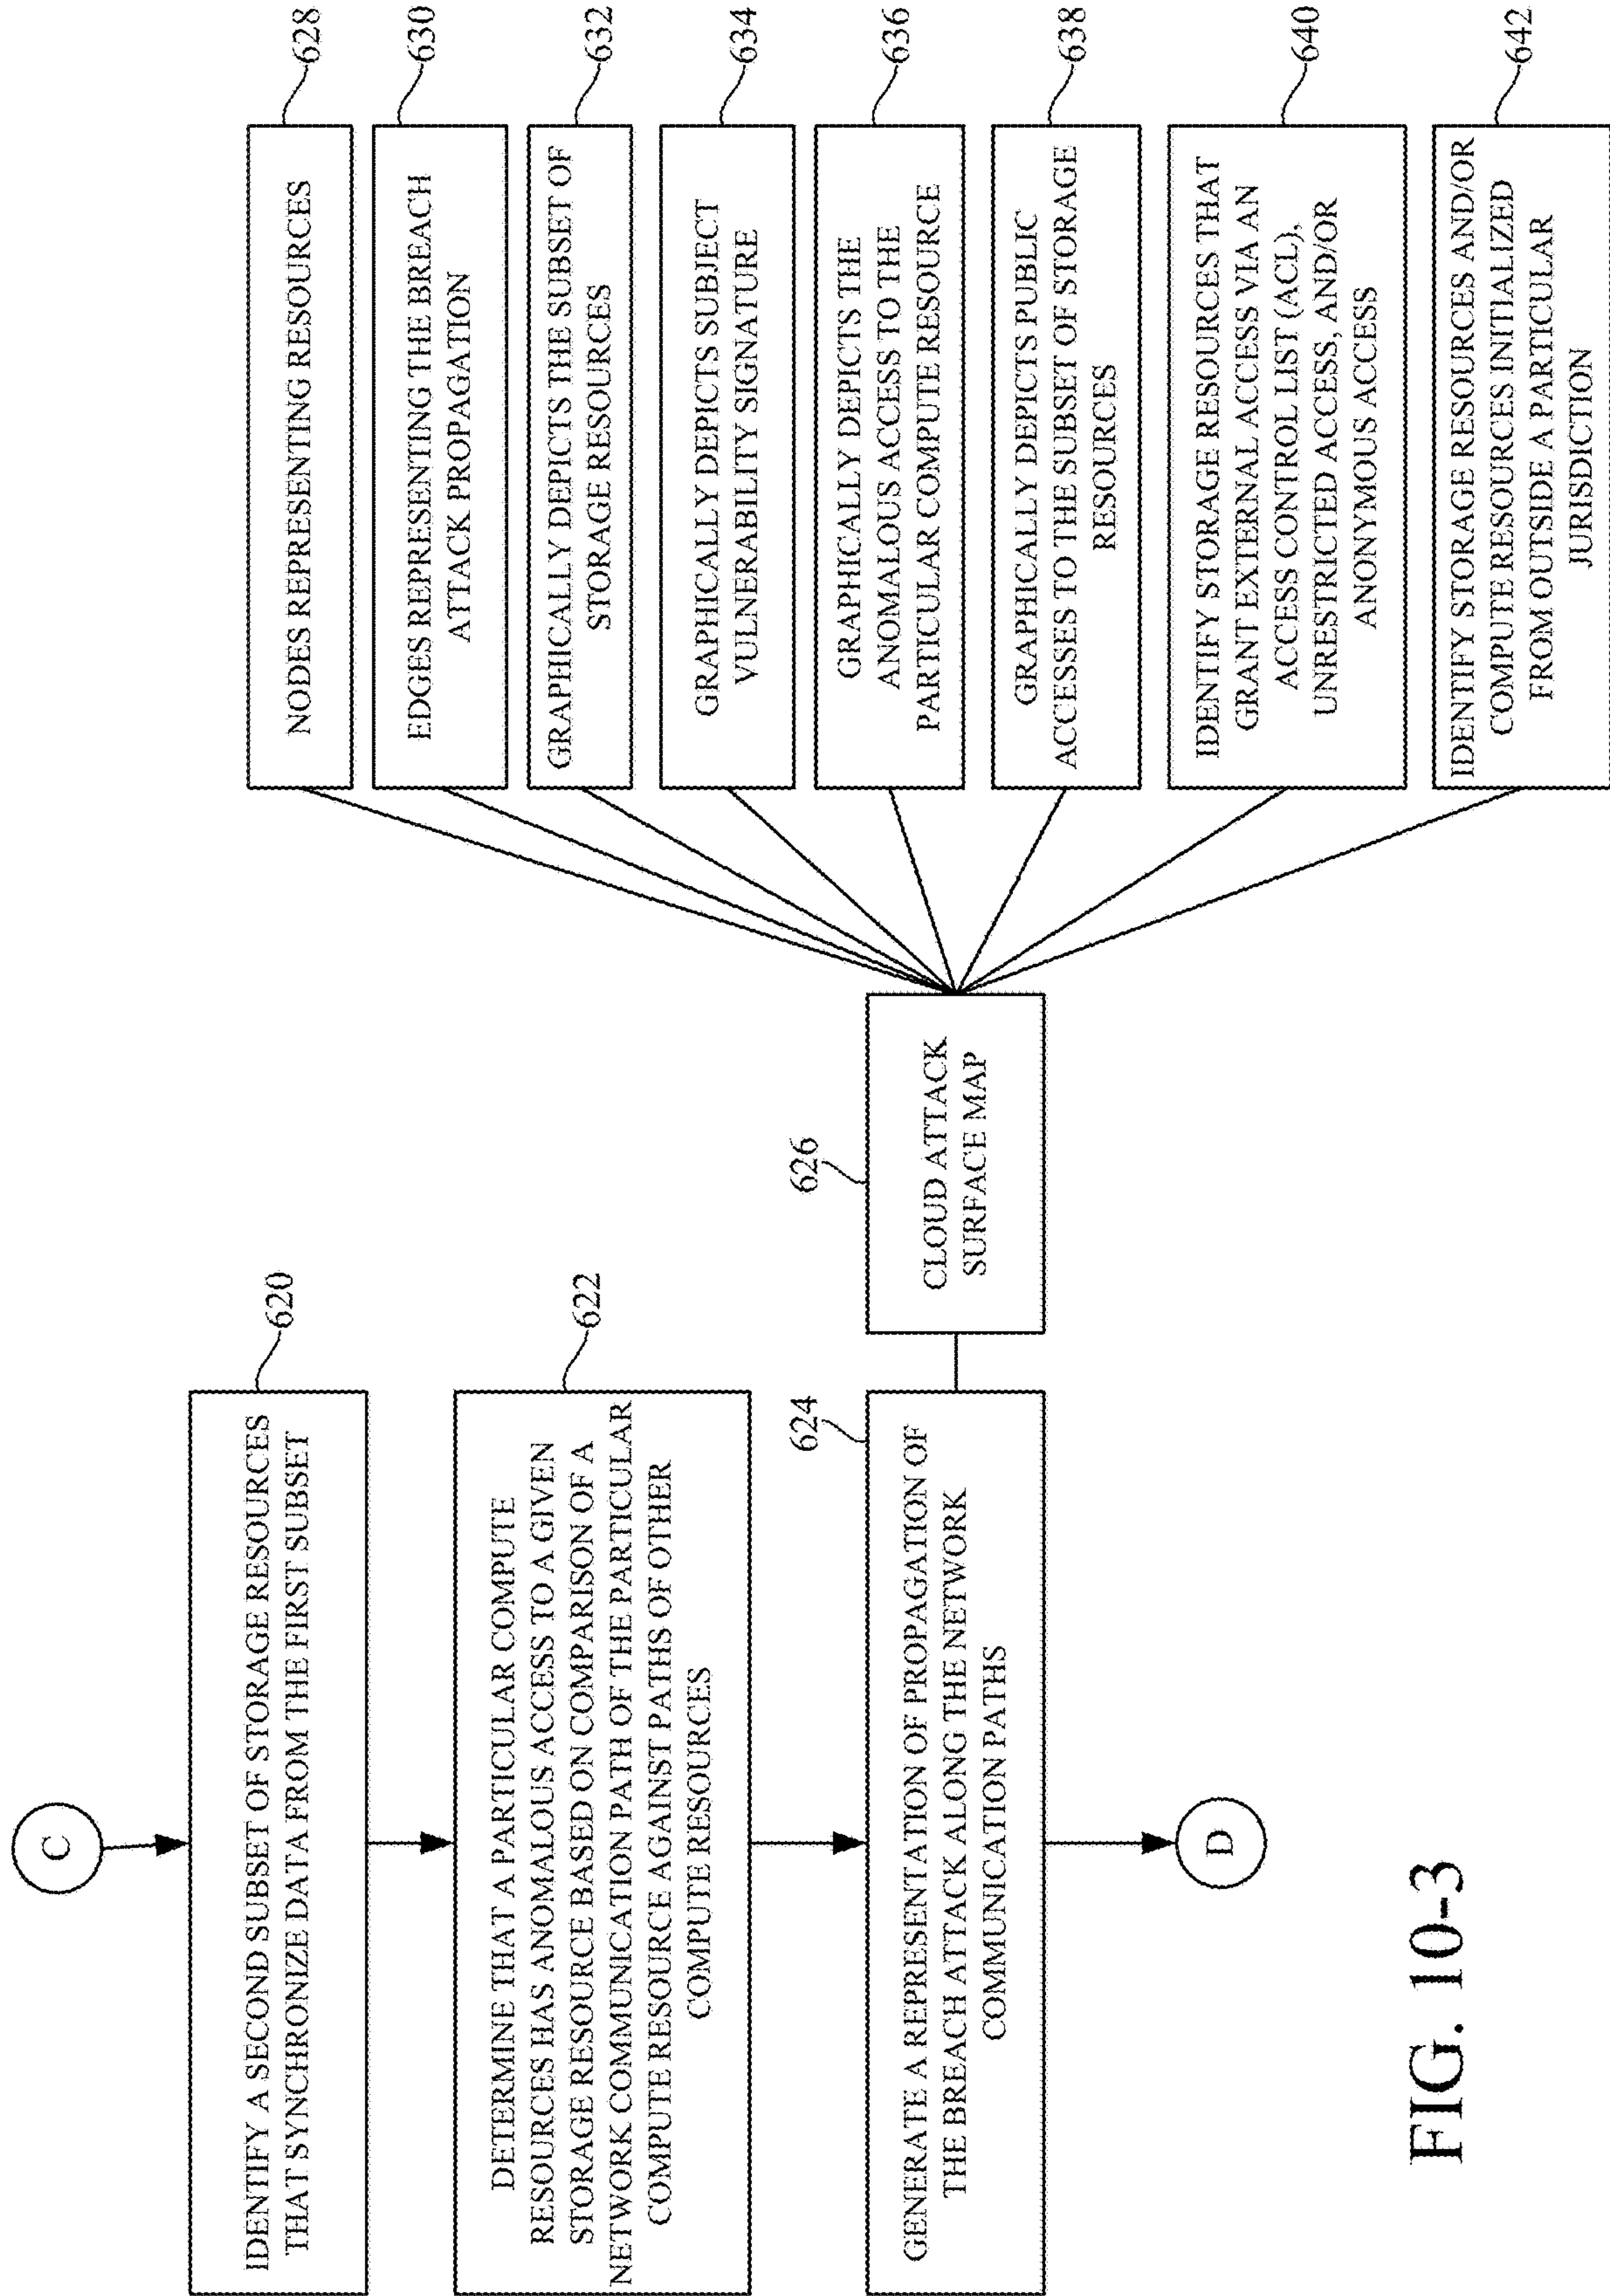 C
620
IDENTIFY A SECOND SUBSET OF STORAGE RESOURCES
THAT SYNCHRONIZE DATA FROM THE FIRST SUBSET
622
DETERMINE THAT A PARTICULAR COMPUTE
RESOURCES HAS ANOMALOUS ACCESS TO A GIVEN
STORAGE RESOURCE BASED ON COMPARISON OF A
NETWORK COMMUNICATION PATH OF THE PARTICULAR
COMPUTE RESOURCE AGAINST PATHS OF OTHER
COMPUTE RESOURCES
624
GENERATE A REPRESENTATION OF PROPAGATION OF
THE BREACH ATTACK ALONG THE NETWORK
COMMUNICATION PATHS
D
626
CLOUD ATTACK
SURFACE MAP
628
NODES REPRESENTING RESOURCES
630
EDGES REPRESENTING THE BREACH
ATTACK PROPAGATION
632
GRAPHICALLY DEPICTS THE SUBSET OF
STORAGE RESOURCES
634
GRAPHICALLY DEPICTS SUBJECT
VULNERABILITY SIGNATURE
636
GRAPHICALLY DEPICTS THE
ANOMALOUS ACCESS TO THE
PARTICULAR COMPUTE RESOURCE
638
GRAPHICALLY DEPICTS PUBLIC
ACCESSES TO THE SUBSET OF STORAGE
RESOURCES
640
IDENTIFY STORAGE RESOURCES THAT
GRANT EXTERNAL ACCESS VIA AN
ACCESS CONTROL LIST (ACL),
UNRESTRICTED ACCESS, AND/OR
ANONYMOUS ACCESS
642
IDENTIFY STORAGE RESOURCES AND/OR
COMPUTE RESOURCES INITIALIZED
FROM OUTSIDE A PARTICULAR
JURISDICTION
FIG. 10-3